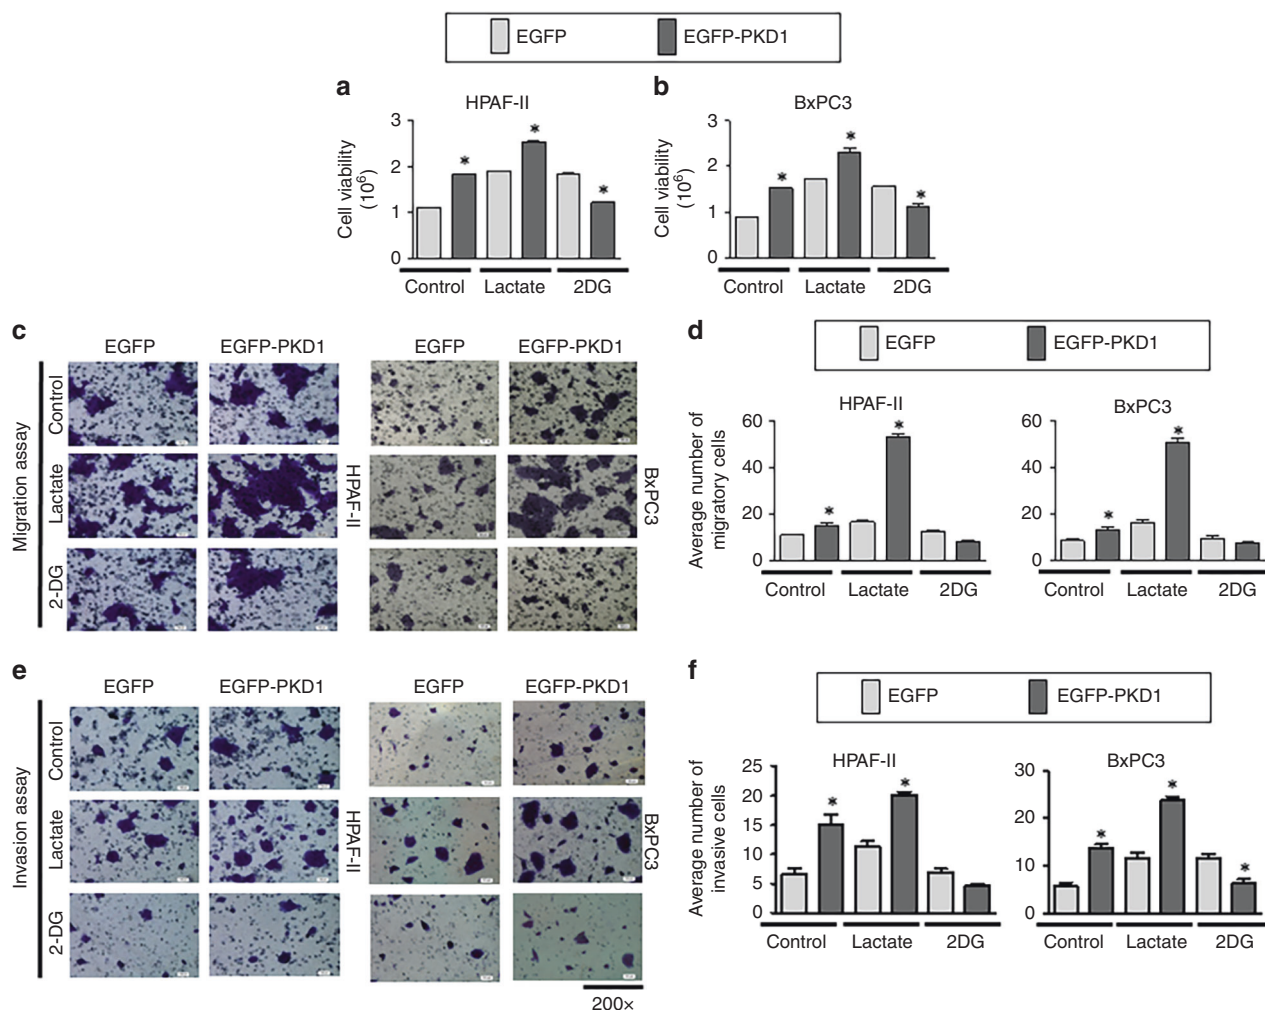 EGFP EGFP-PKD1
a b
HPAF-II BxPC3
Cell viability
(10⁶)
3
2
1
0
*
*
*
Control Lactate 2DG
Cell viability
(10⁶)
3
2
1
0
*
*
*
Control Lactate 2DG
c
EGFP EGFP-PKD1 EGFP EGFP-PKD1
Migration assay
Control
Lactate
2-DG
HPAF-II
BxPC3
d
EGFP EGFP-PKD1
HPAF-II BxPC3
Average number of
migratory cells
60
40
20
0
*
*
Control Lactate 2DG
60
40
20
0
*
*
Control Lactate 2DG
e
EGFP EGFP-PKD1 EGFP EGFP-PKD1
Invasion assay
Control
Lactate
2-DG
HPAF-II
BxPC3
200×
f
EGFP EGFP-PKD1
HPAF-II BxPC3
Average number of
invasive cells
25
20
15
10
5
0
*
*
Control Lactate 2DG
30
20
10
0
*
*
*
Control Lactate 2DG